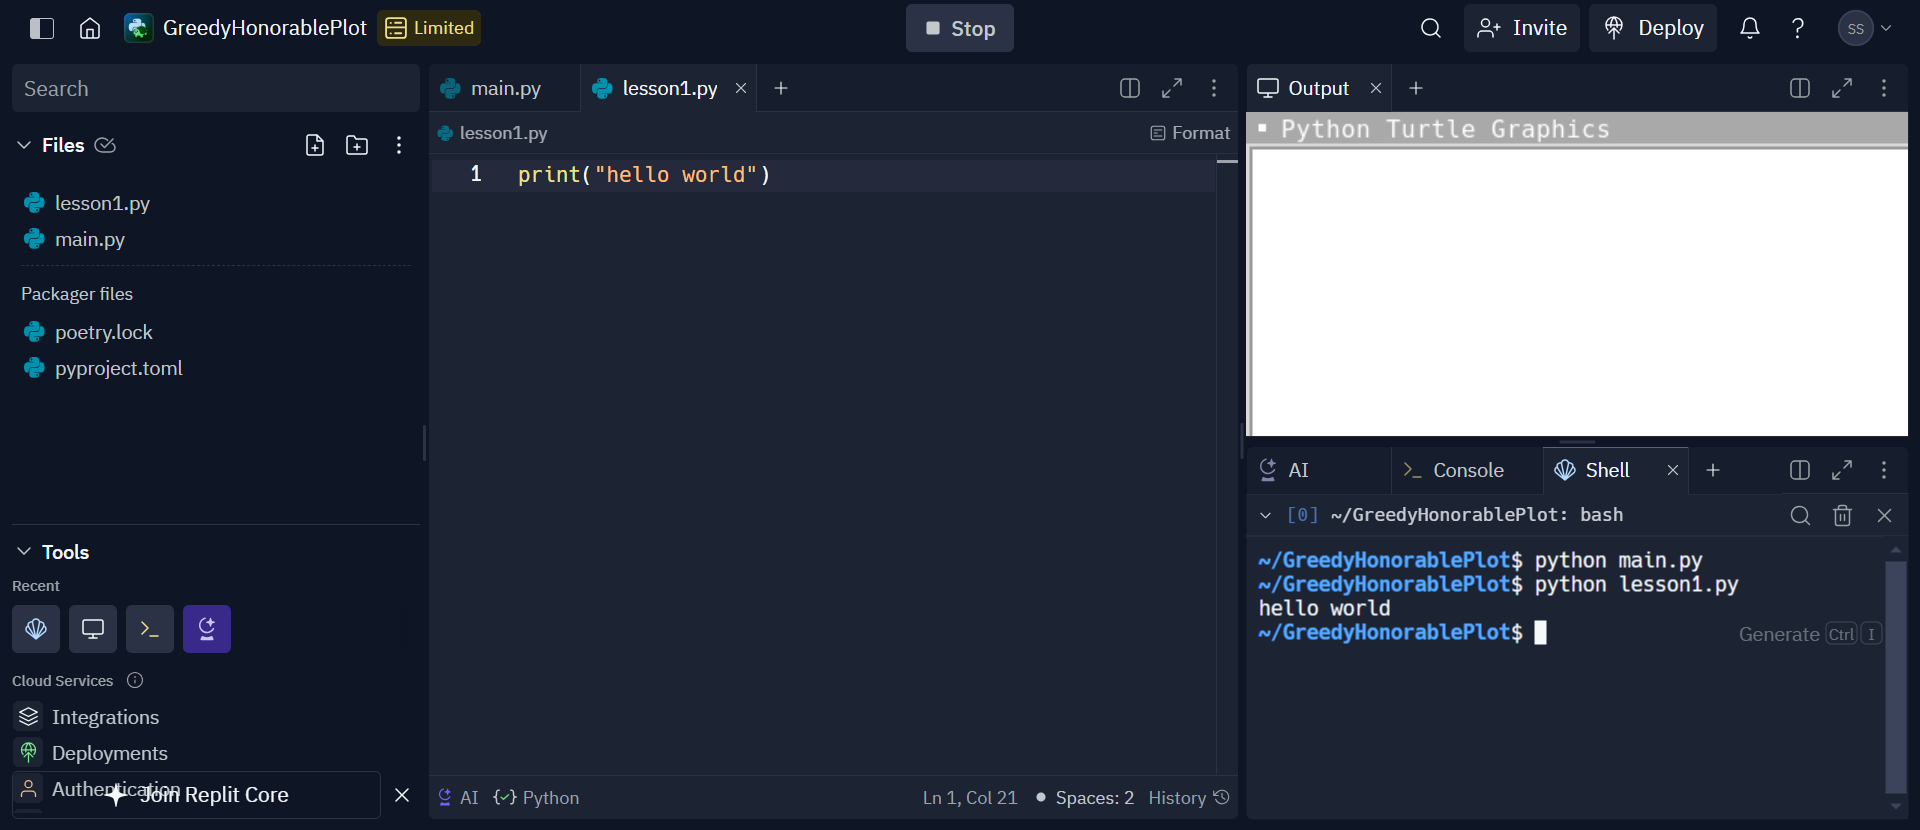 GreedyHonorablePlot Limited Stop Invite Deploy ? SS
Search
Files
lesson1.py
main.py
Packager files
poetry.lock
pyproject.toml
Tools
Recent
Cloud Services
Integrations
Deployments
Authentication
Join Replit Core
main.py lesson1.py
lesson1.py Format
1 print("hello world")
AI Python Ln 1, Col 21 Spaces: 2 History
Output
Python Turtle Graphics
AI Console Shell
[0] ~/GreedyHonorablePlot: bash
~/GreedyHonorablePlot$ python main.py
~/GreedyHonorablePlot$ python lesson1.py
hello world
~/GreedyHonorablePlot$
Generate Ctrl I